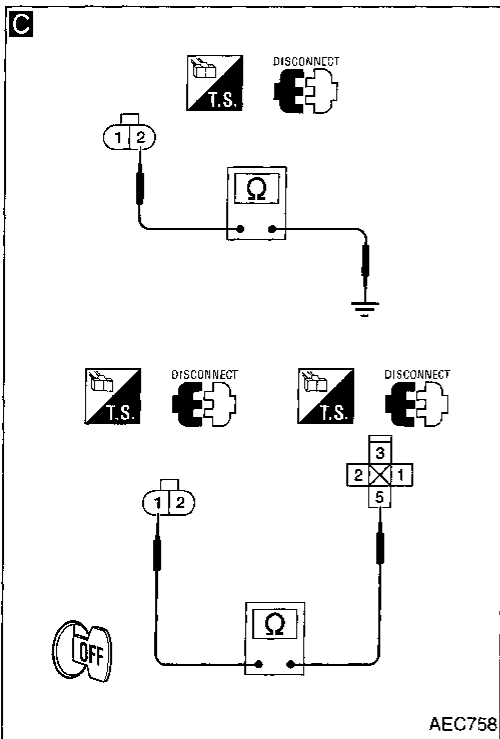 C
DISCONNECT
T.S.
1 2
Ω
DISCONNECT
DISCONNECT
T.S.
T.S.
3
2 1
5
1 2
Ω
OFF
AEC758